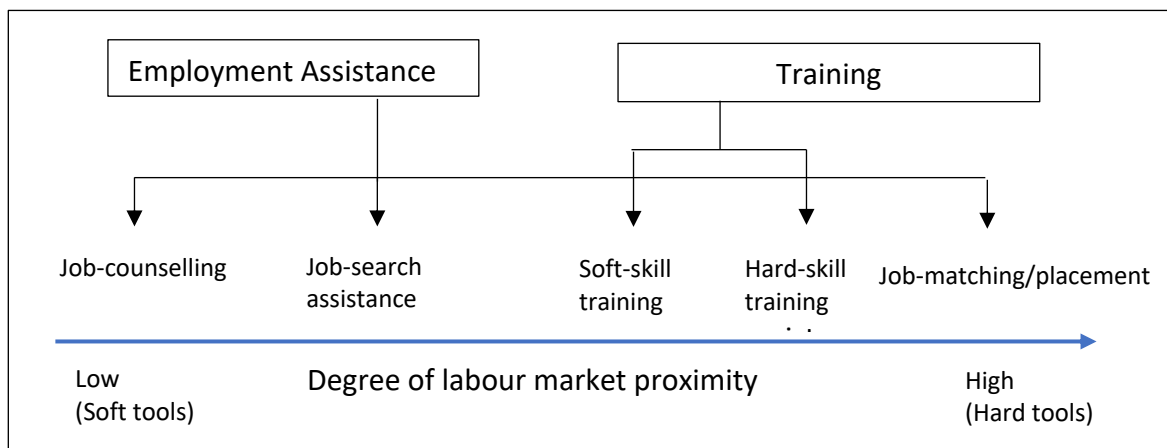 Employment Assistance
Training
Job-counselling
Job-search
assistance
Soft-skill
training
Hard-skill
training
Job-matching/placement
Low
(Soft tools)
Degree of labour market proximity
High
(Hard tools)